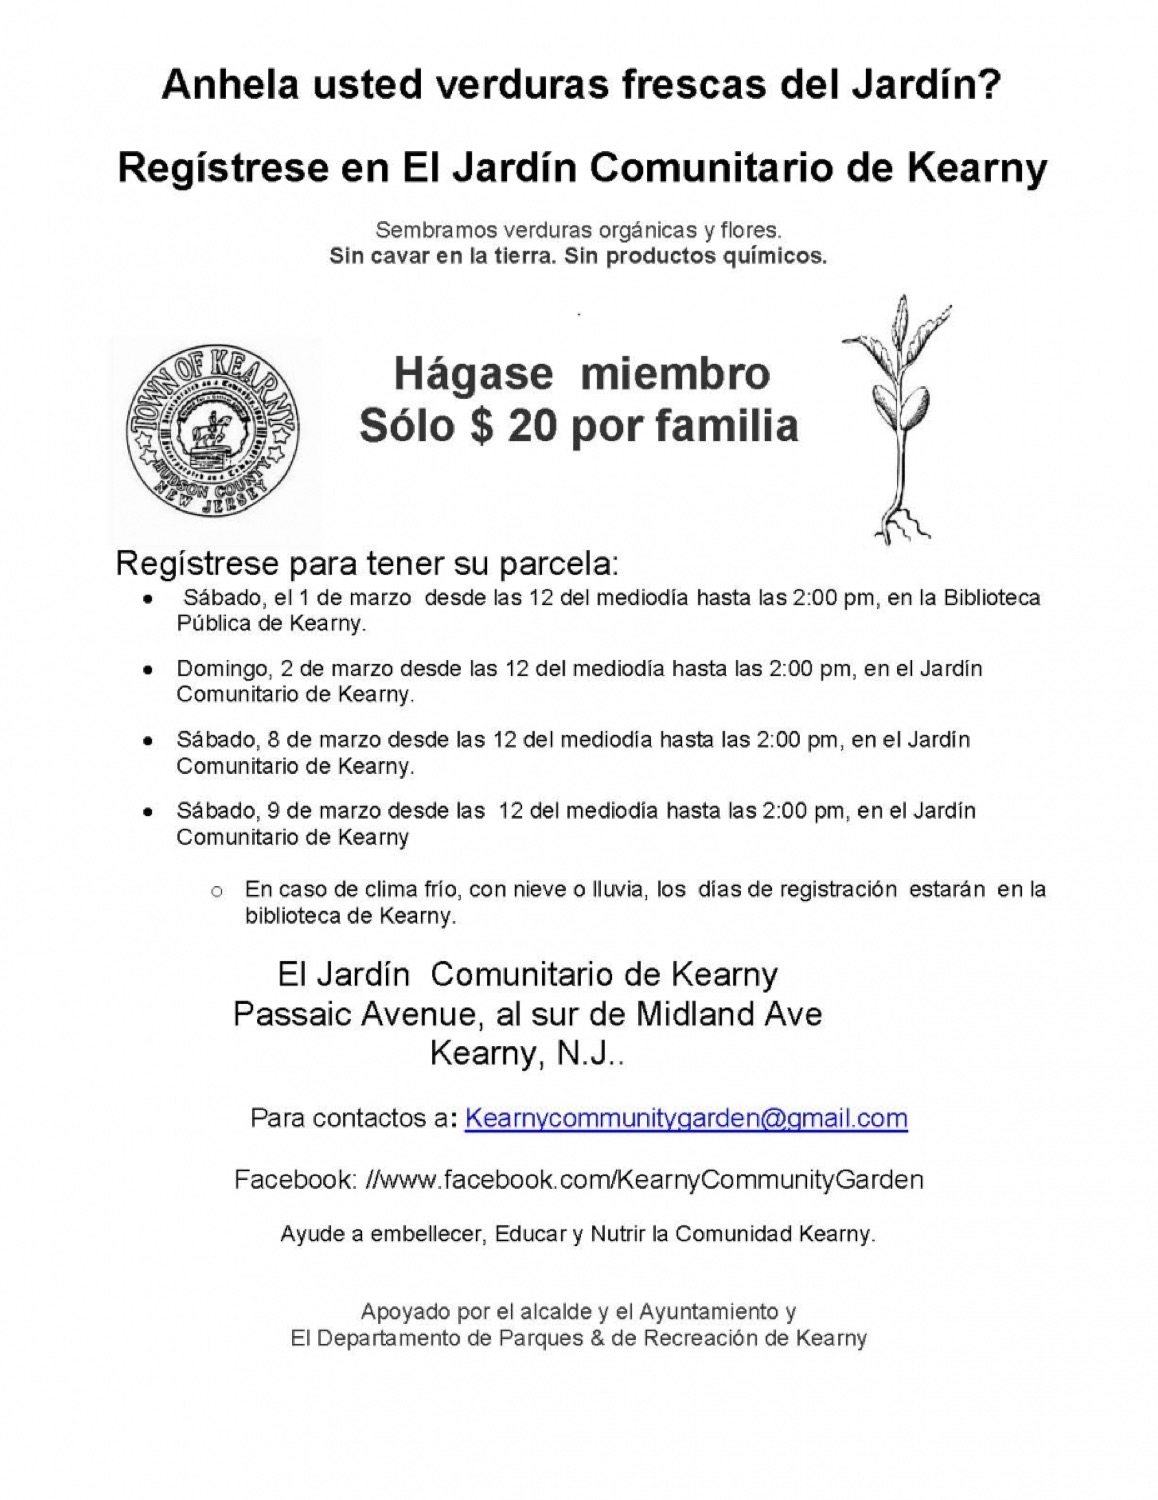 Anhela usted verduras frescas del Jardín?
Regístrese en El Jardín Comunitario de Kearny
Sembramos verduras orgánicas y flores.
Sin cavar en la tierra. Sin productos químicos.
TOWN OF KEARNY
HUDSON COUNTY
NEW JERSEY
Hágase miembro
Sólo $ 20 por familia
Regístrese para tener su parcela:
• Sábado, el 1 de marzo desde las 12 del mediodía hasta las 2:00 pm, en la Biblioteca
Pública de Kearny.
• Domingo, 2 de marzo desde las 12 del mediodía hasta las 2:00 pm, en el Jardín
Comunitario de Kearny.
• Sábado, 8 de marzo desde las 12 del mediodía hasta las 2:00 pm, en el Jardín
Comunitario de Kearny.
• Sábado, 9 de marzo desde las 12 del mediodía hasta las 2:00 pm, en el Jardín
Comunitario de Kearny
o En caso de clima frío, con nieve o lluvia, los días de registración estarán en la
biblioteca de Kearny.
El Jardín Comunitario de Kearny
Passaic Avenue, al sur de Midland Ave
Kearny, N.J..
Para contactos a: Kearnycommunitygarden@gmail.com
Facebook: //www.facebook.com/KearnyCommunityGarden
Ayude a embellecer, Educar y Nutrir la Comunidad Kearny.
Apoyado por el alcalde y el Ayuntamiento y
El Departamento de Parques & de Recreación de Kearny